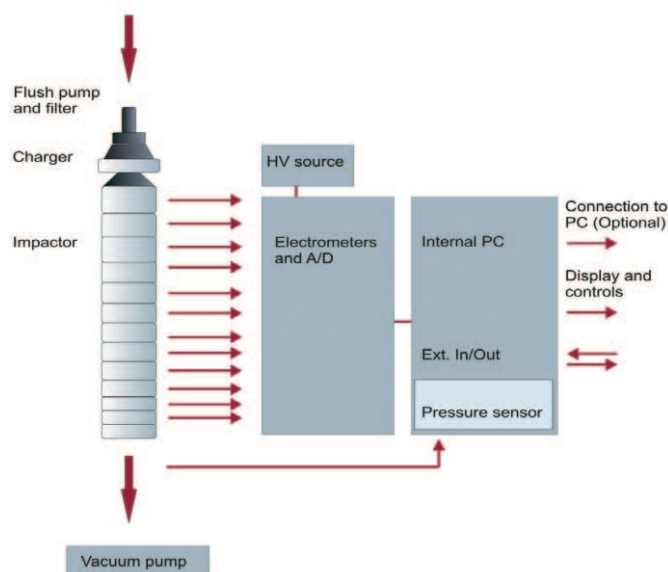 Flush pump
and filter
Charger
Impactor
HV source
Electrometers
and A/D
Internal PC
Ext. In/Out
Pressure sensor
Connection to
PC (Optional)
Display and
controls
Vacuum pump